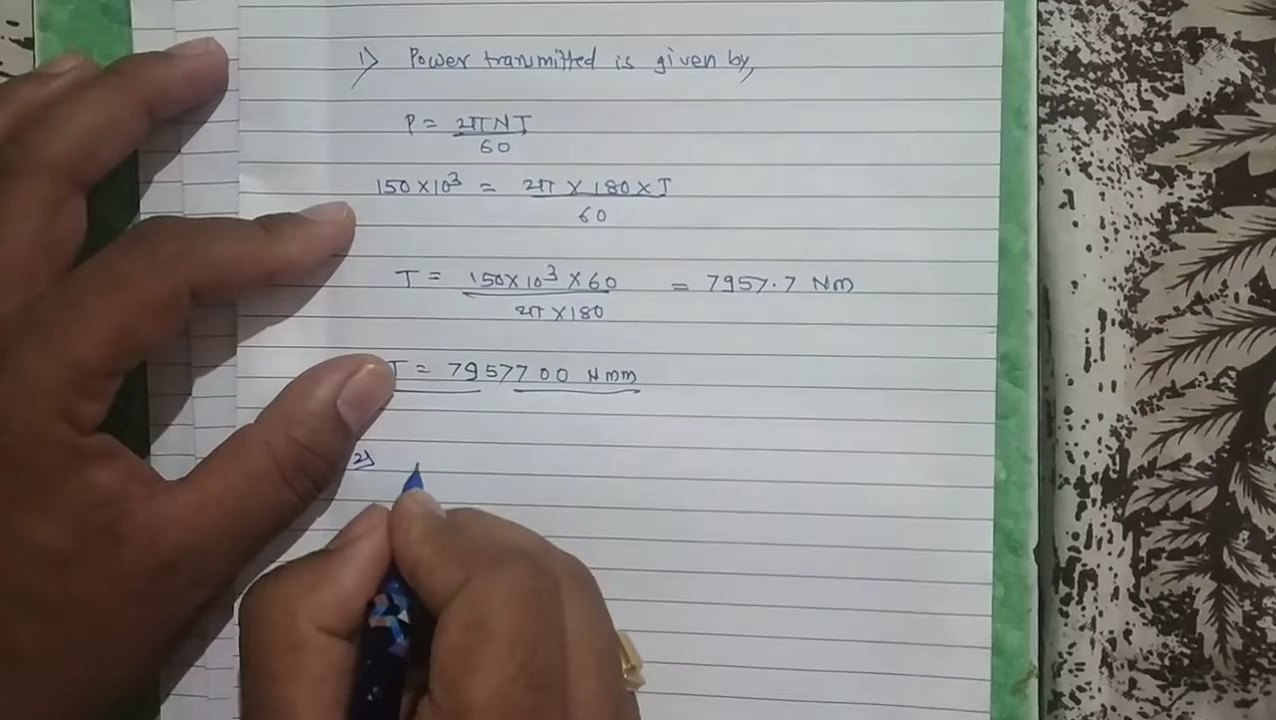 1) Power transmitted is given by,
P = 2πNT
60
150×10³ = 2π × 180 × T
60
T = 150×10³ × 60 = 7957.7 Nm
2π × 180
T = 7957700 Nmm
2)